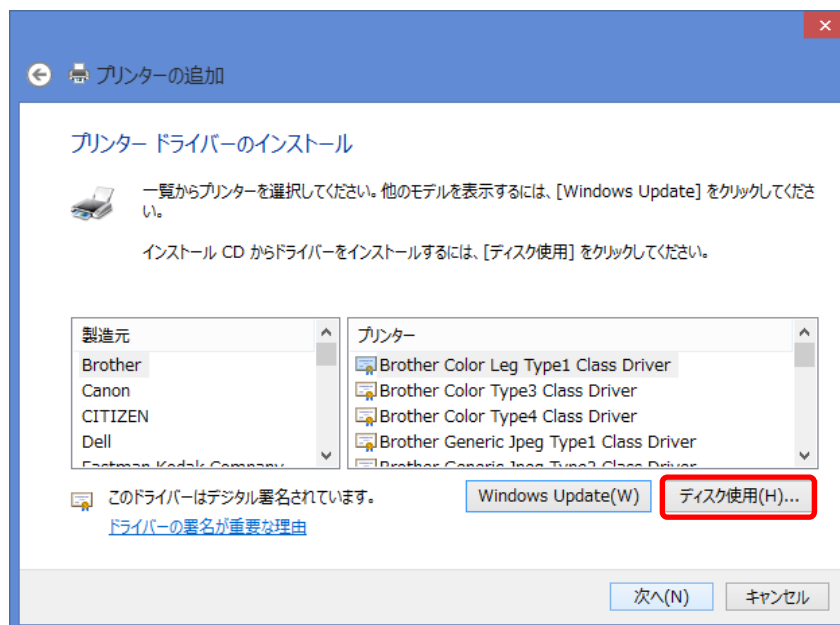 プリンターの追加
プリンター ドライバーのインストール
一覧からプリンターを選択してください。他のモデルを表示するには、[Windows Update] をクリックしてくださ
い。
インストール CD からドライバーをインストールするには、[ディスク使用] をクリックしてください。
製造元
Brother
Canon
CITIZEN
Dell
Eastman Kodak Company
プリンター
Brother Color Leg Type1 Class Driver
Brother Color Type3 Class Driver
Brother Color Type4 Class Driver
Brother Generic Jpeg Type1 Class Driver
Brother Generic Jpeg Type2 Class Driver
このドライバーはデジタル署名されています。
ドライバーの署名が重要な理由
Windows Update(W)
ディスク使用(H)...
次へ(N)
キャンセル